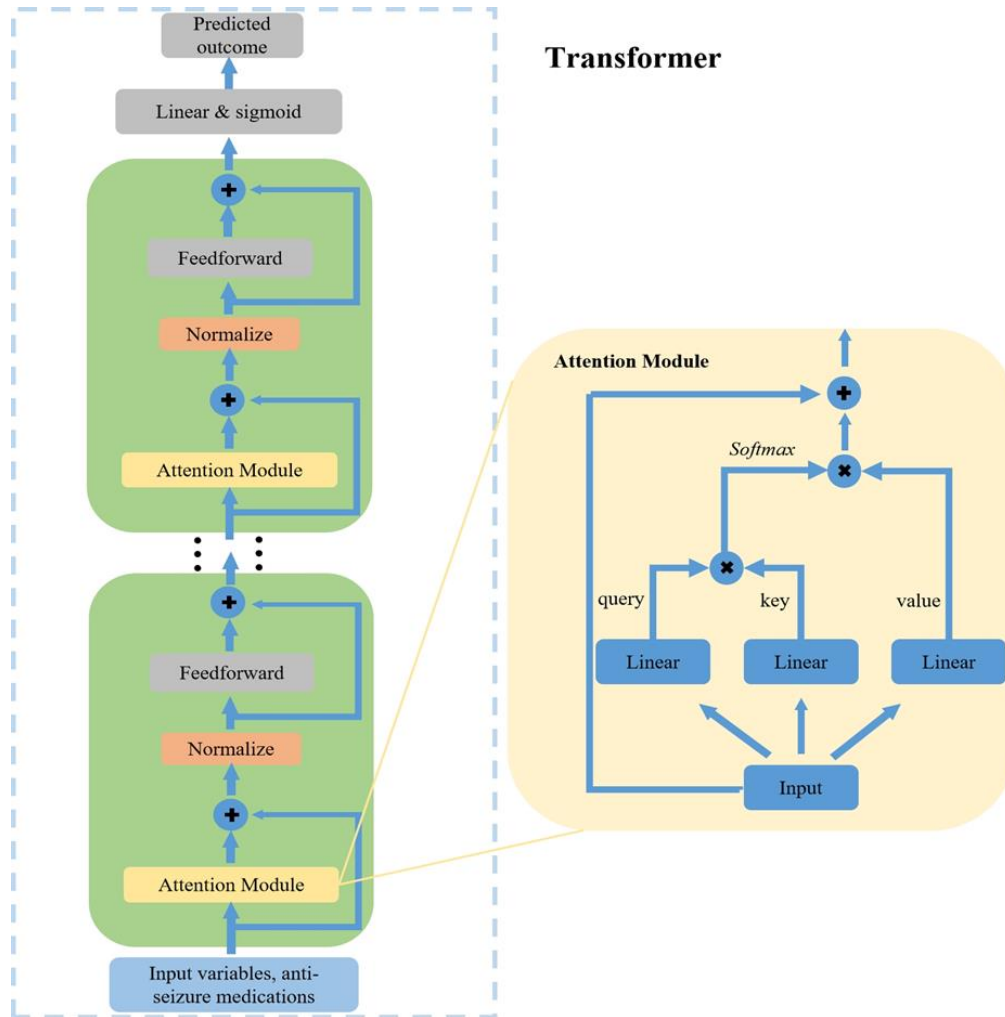 Predicted
outcome
Transformer
Linear & sigmoid
Feedforward
Normalize
Attention Module
Feedforward
Normalize
Attention Module
Input variables, anti-
seizure medications
Attention Module
Softmax
query
key
value
Linear
Linear
Linear
Input